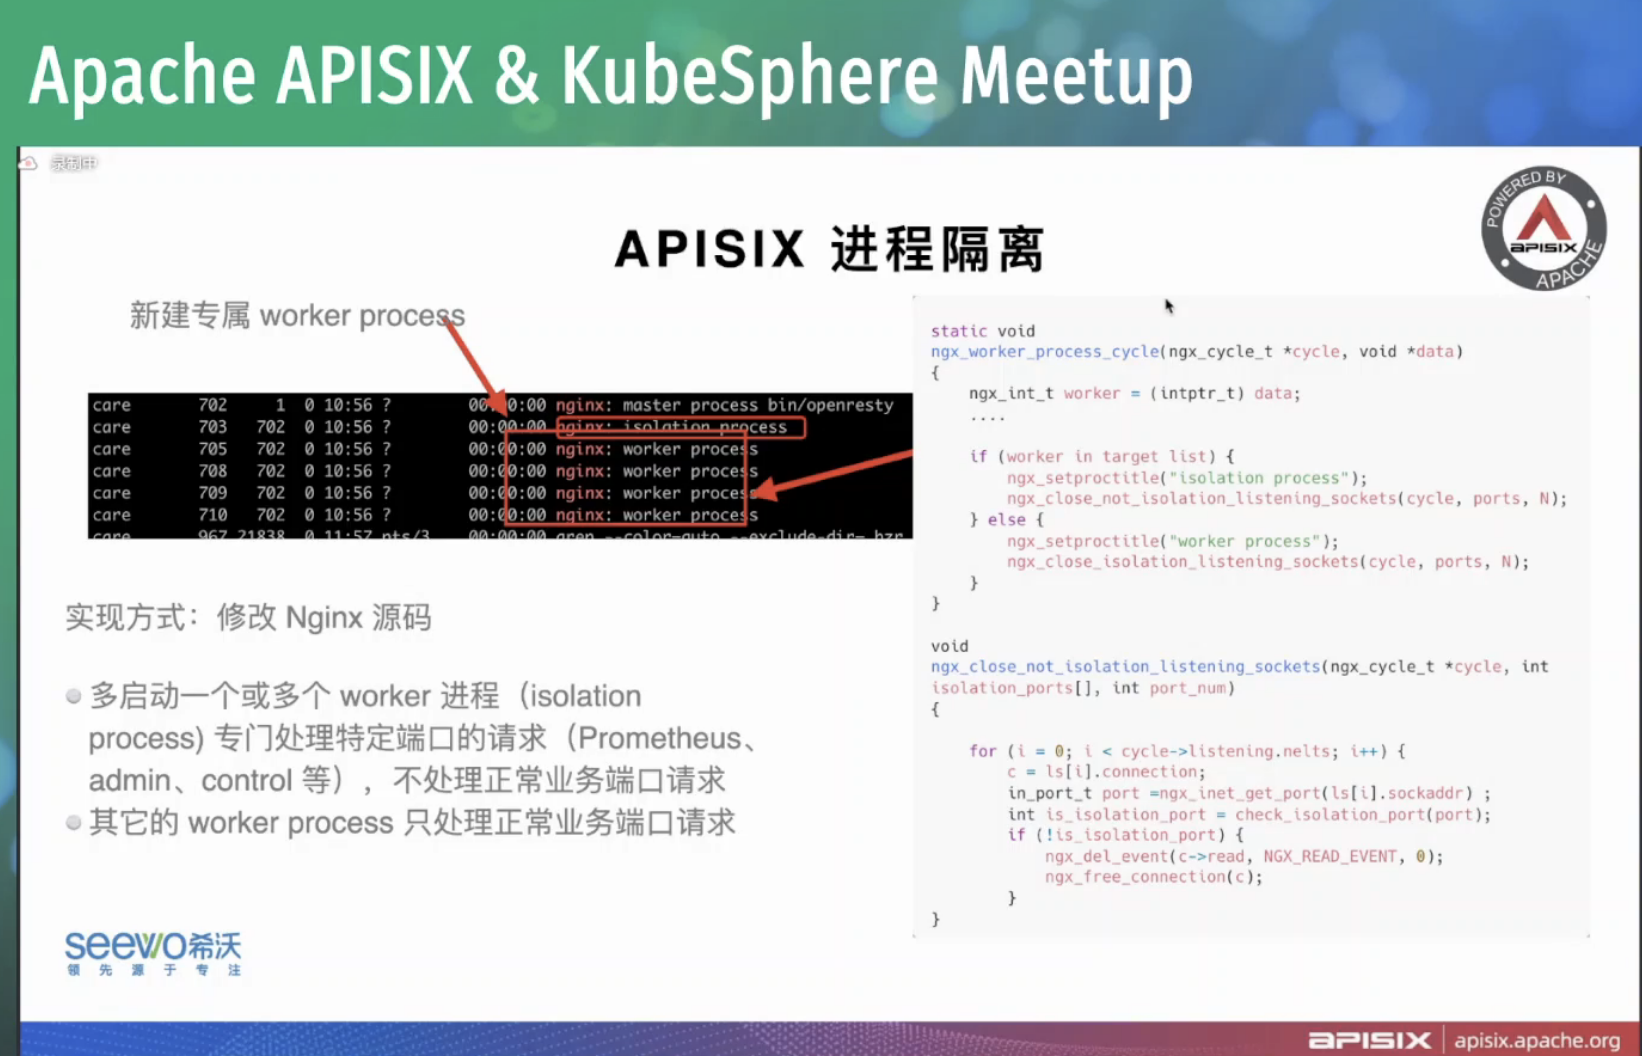 Apache APISIX & KubeSphere Meetup
录制中
POWERED BY
APISIX
APACHE
APISIX 进程隔离
新建专属 worker process
care 702 1 0 10:56 ? 00:00:00 nginx: master process bin/openresty
care 703 702 0 10:56 ? 00:00:00 nginx: isolation process
care 705 702 0 10:56 ? 00:00:00 nginx: worker process
care 708 702 0 10:56 ? 00:00:00 nginx: worker process
care 709 702 0 10:56 ? 00:00:00 nginx: worker process
care 710 702 0 10:56 ? 00:00:00 nginx: worker process
care 967 21838 0 11:57 pts/3 00:00:00 grep --color=auto --exclude-dir= bzr
实现方式：修改 Nginx 源码
多启动一个或多个 worker 进程（isolation
process) 专门处理特定端口的请求（Prometheus、
admin、control 等），不处理正常业务端口请求
其它的 worker process 只处理正常业务端口请求
static void
ngx_worker_process_cycle(ngx_cycle_t *cycle, void *data)
{
ngx_int_t worker = (intptr_t) data;
....
if (worker in target list) {
ngx_setproctitle("isolation process");
ngx_close_not_isolation_listening_sockets(cycle, ports, N);
} else {
ngx_setproctitle("worker process");
ngx_close_isolation_listening_sockets(cycle, ports, N);
}
}
void
ngx_close_not_isolation_listening_sockets(ngx_cycle_t *cycle, int
isolation_ports[], int port_num)
{
for (i = 0; i < cycle->listening.nelts; i++) {
c = ls[i].connection;
in_port_t port =ngx_inet_get_port(ls[i].sockaddr) ;
int is_isolation_port = check_isolation_port(port);
if (!is_isolation_port) {
ngx_del_event(c->read, NGX_READ_EVENT, 0);
ngx_free_connection(c);
}
}
seewo希沃
领先源于专注
APISIX | apisix.apache.org